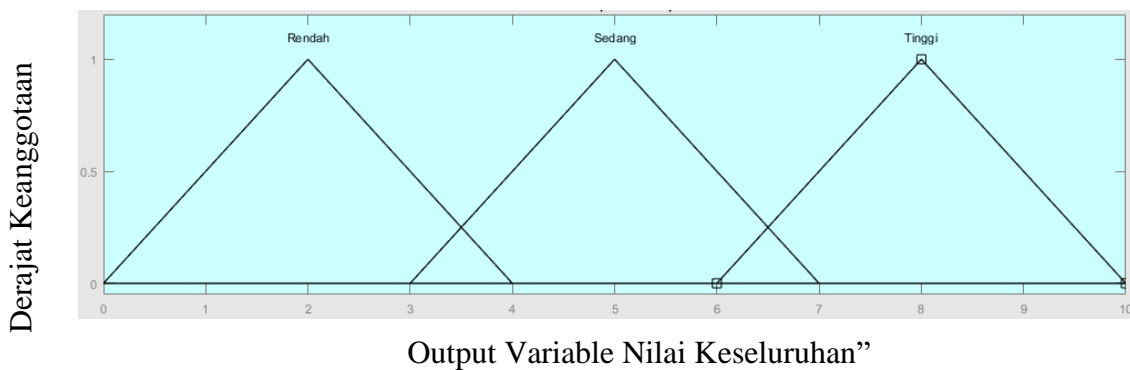 Rendah Sedang Tinggi
Derajat Keanggotaan
1
0.5
0
0 1 2 3 4 5 6 7 8 9 10
Output Variable Nilai Keseluruhan”